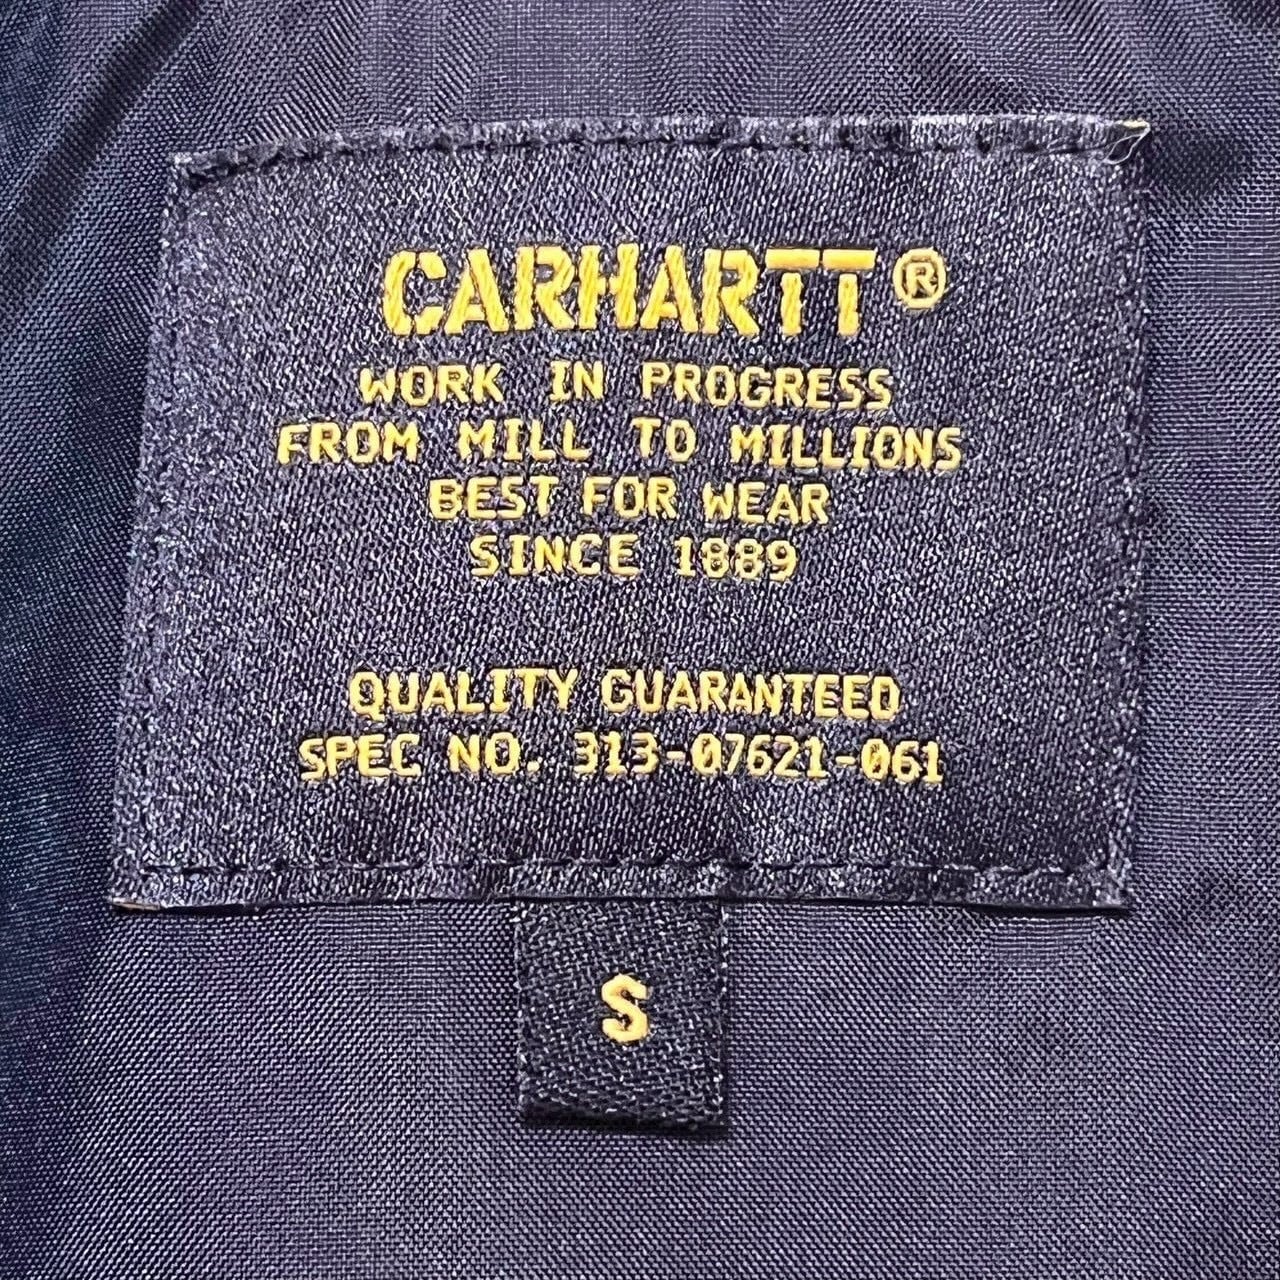 CARHARTT®
WORK IN PROGRESS
FROM MILL TO MILLIONS
BEST FOR WEAR
SINCE 1889
QUALITY GUARANTEED
SPEC NO. 313-07621-061
S